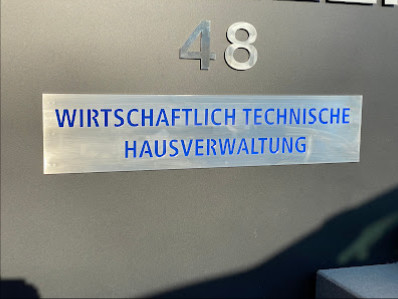 48
WIRTSCHAFTLICH TECHNISCHE
HAUSVERWALTUNG